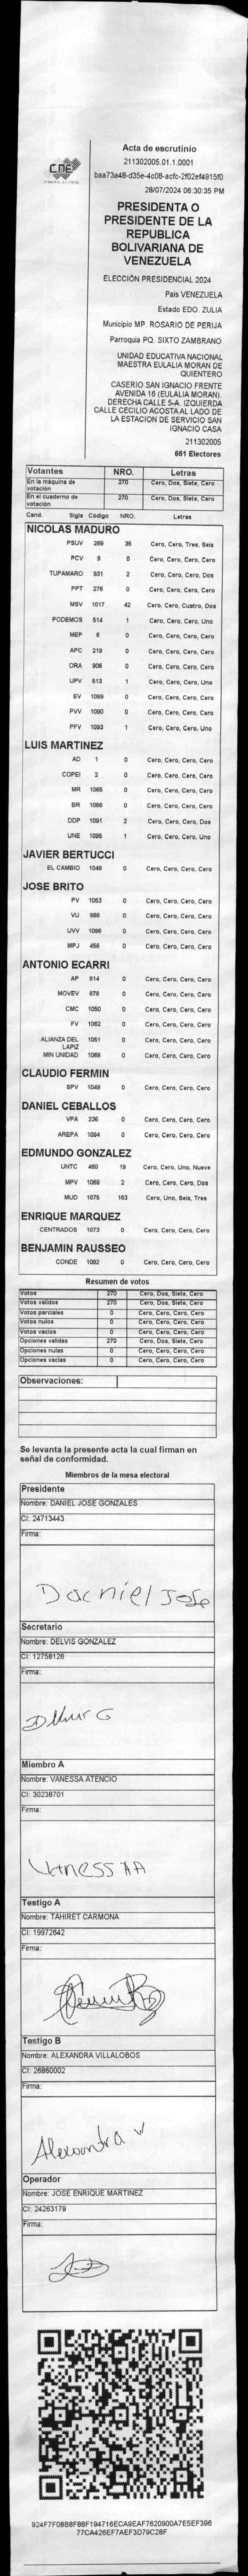 CNE
Acta de escrutinio
211302005.01.1.0001
baa73a48-d35e-4c08-acfc-2f02ef4915f0
28/07/2024 06:30:35 PM
PRESIDENTA O
PRESIDENTE DE LA
REPUBLICA
BOLIVARIANA DE
VENEZUELA
ELECCIÓN PRESIDENCIAL 2024
Pais VENEZUELA
Estado EDO. ZULIA
Municipio MP. ROSARIO DE PERIJA
Parroquia PQ. SIXTO ZAMBRANO
UNIDAD EDUCATIVA NACIONAL
MAESTRA EULALIA MORAN DE
QUIENTERO
CASERIO SAN IGNACIO FRENTE
AVENIDA 16 (EULALIA MORAN).
DERECHA CALLE 5-A. IZQUIERDA
CALLE CECILIO ACOSTA AL LADO DE
LA ESTACION DE SERVICIO SAN
IGNACIO CASA
211302005
661 Electores
Votantes NRO. Letras
En la máquina de votación 270 Cero, Dos, Siete, Cero
En el cuaderno de votación 270 Cero, Dos, Siete, Cero
Cand. Sigla Código NRO. Letras
NICOLAS MADURO
PSUV 269 36 Cero, Cero, Tres, Seis
PCV 9 0 Cero, Cero, Cero, Cero
TUPAMARO 931 2 Cero, Cero, Cero, Dos
PPT 276 0 Cero, Cero, Cero, Cero
MSV 1017 42 Cero, Cero, Cuatro, Dos
PODEMOS 514 1 Cero, Cero, Cero, Uno
MEP 6 0 Cero, Cero, Cero, Cero
APC 219 0 Cero, Cero, Cero, Cero
ORA 906 0 Cero, Cero, Cero, Cero
UPV 513 1 Cero, Cero, Cero, Uno
EV 1089 0 Cero, Cero, Cero, Cero
PVV 1090 0 Cero, Cero, Cero, Cero
PFV 1093 1 Cero, Cero, Cero, Uno
LUIS MARTINEZ
AD 1 0 Cero, Cero, Cero, Cero
COPEI 2 0 Cero, Cero, Cero, Cero
MR 1065 0 Cero, Cero, Cero, Cero
BR 1066 0 Cero, Cero, Cero, Cero
DDP 1091 2 Cero, Cero, Cero, Dos
UNE 1095 1 Cero, Cero, Cero, Uno
JAVIER BERTUCCI
EL CAMBIO 1049 0 Cero, Cero, Cero, Cero
JOSE BRITO
PV 1053 0 Cero, Cero, Cero, Cero
VU 0 Cero, Cero, Cero, Cero
UVV 1096 0 Cero, Cero, Cero, Cero
MPJ 458 0 Cero, Cero, Cero, Cero
ANTONIO ECARRI
AP 814 0 Cero, Cero, Cero, Cero
MOVEV 878 0 Cero, Cero, Cero, Cero
CMC 1050 0 Cero, Cero, Cero, Cero
FV 1062 0 Cero, Cero, Cero, Cero
ALIANZA DEL LAPIZ 1051 0 Cero, Cero, Cero, Cero
MIN UNIDAD 1068 0 Cero, Cero, Cero, Cero
CLAUDIO FERMIN
SPV 1048 0 Cero, Cero, Cero, Cero
DANIEL CEBALLOS
VPA 236 0 Cero, Cero, Cero, Cero
AREPA 1094 0 Cero, Cero, Cero, Cero
EDMUNDO GONZALEZ
UNTC 460 19 Cero, Cero, Uno, Nueve
MPV 1069 2 Cero, Cero, Cero, Dos
MUD 1075 163 Cero, Uno, Seis, Tres
ENRIQUE MARQUEZ
CENTRADOS 1073 0 Cero, Cero, Cero, Cero
BENJAMIN RAUSSEO
CONDE 1092 0 Cero, Cero, Cero, Cero
Resumen de votos
Votos 270 Cero, Dos, Siete, Cero
Votos validos 270 Cero, Dos, Siete, Cero
Votos parciales 0 Cero, Cero, Cero, Cero
Votos nulos 0 Cero, Cero, Cero, Cero
Votos vacios 0 Cero, Cero, Cero, Cero
Opciones validas 270 Cero, Dos, Siete, Cero
Opciones nulas 0 Cero, Cero, Cero, Cero
Opciones vacias 0 Cero, Cero, Cero, Cero
Observaciones:
Se levanta la presente acta la cual firman en
señal de conformidad.
Miembros de la mesa electoral
Presidente
Nombre: DANIEL JOSE GONZALES
CI: 24713443
Firma:
Dacniel Jose
Secretario
Nombre: DELVIS GONZALEZ
CI: 12758126
Firma:
Delvis G
Miembro A
Nombre: VANESSA ATENCIO
CI: 30238701
Firma:
VANESSA A
Testigo A
Nombre: TAHIRET CARMONA
CI: 19972642
Firma:
Testigo B
Nombre: ALEXANDRA VILLALOBOS
CI: 26860002
Firma:
Alexandra V
Operador
Nombre: JOSE ENRIQUE MARTINEZ
CI: 24263179
Firma:
924F7F0BB8FB8F194716ECA9EAF7620900A7E5EF396
77CA426EF7AEF3D79C28F